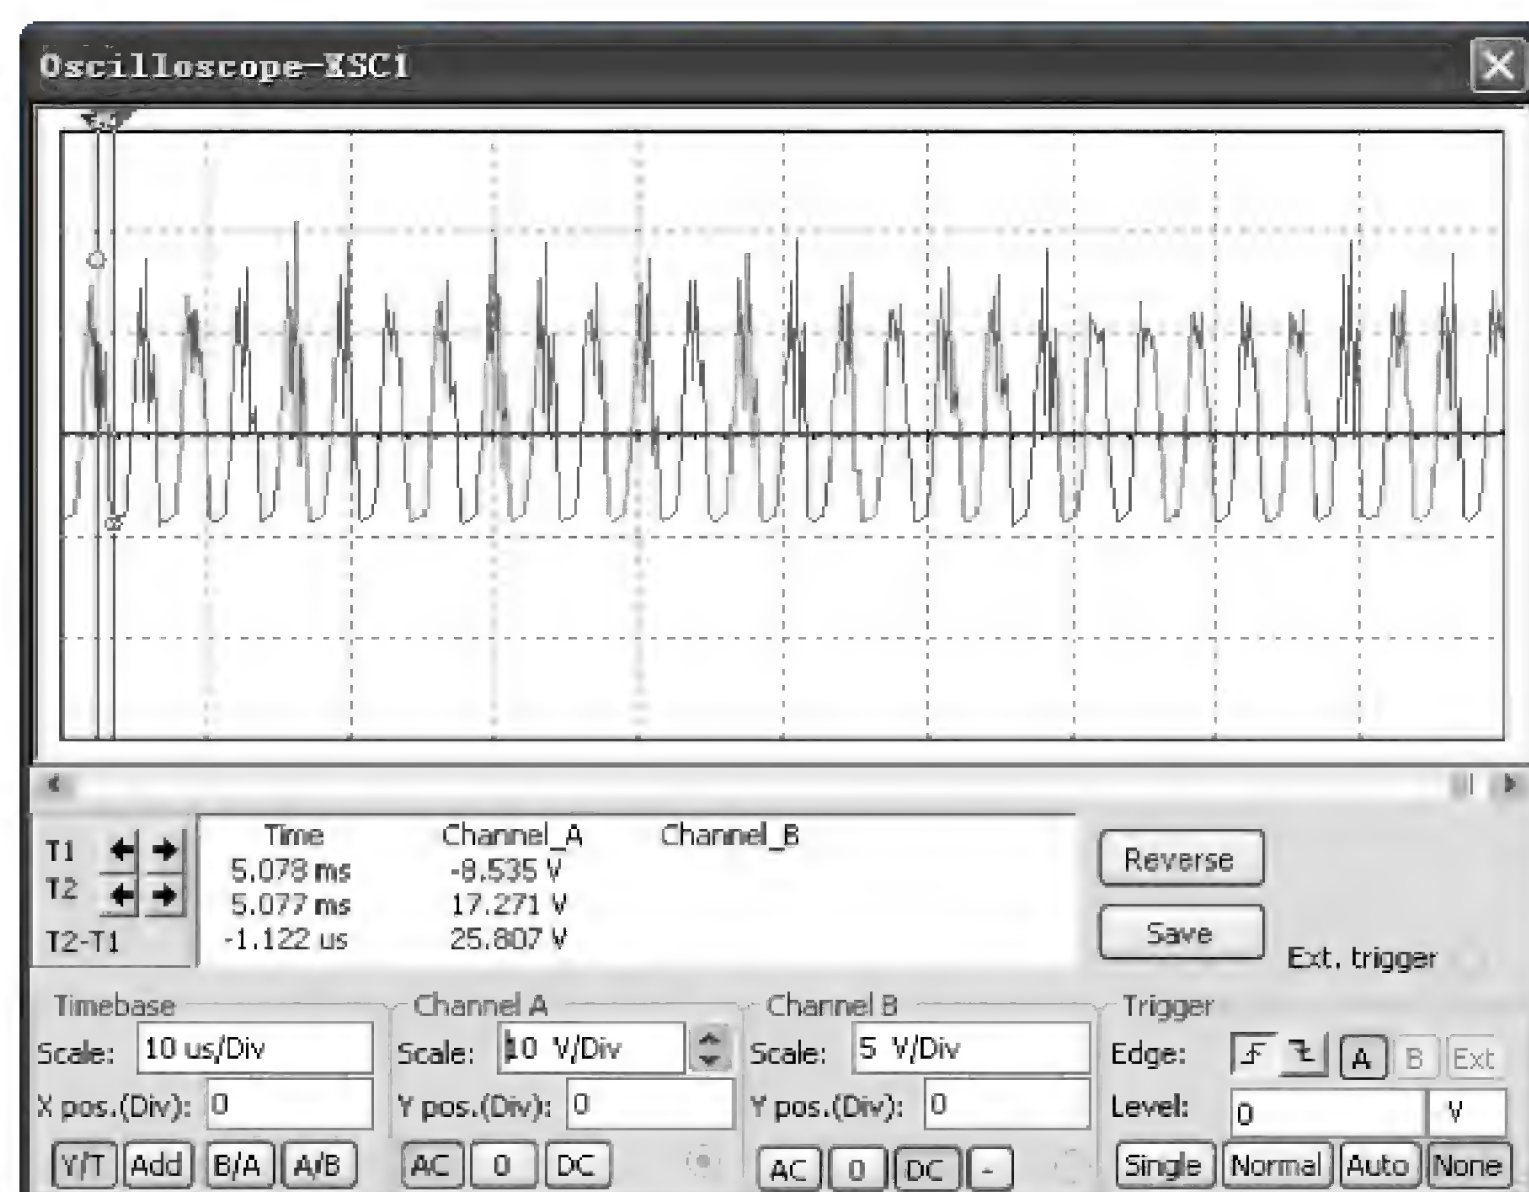 Oscilloscope-XSC1
Time Channel_A Channel_B
T1 5.078 ms -8.535 V
T2 5.077 ms 17.271 V
T2-T1 -1.122 us 25.807 V
Reverse
Save
Ext. trigger
Timebase
Scale: 10 us/Div
X pos.(Div): 0
Y/T Add B/A A/B
Channel A
Scale: 10 V/Div
Y pos.(Div): 0
AC 0 DC
Channel B
Scale: 5 V/Div
Y pos.(Div): 0
AC 0 DC -
Trigger
Edge: A B Ext
Level: 0 V
Single Normal Auto None